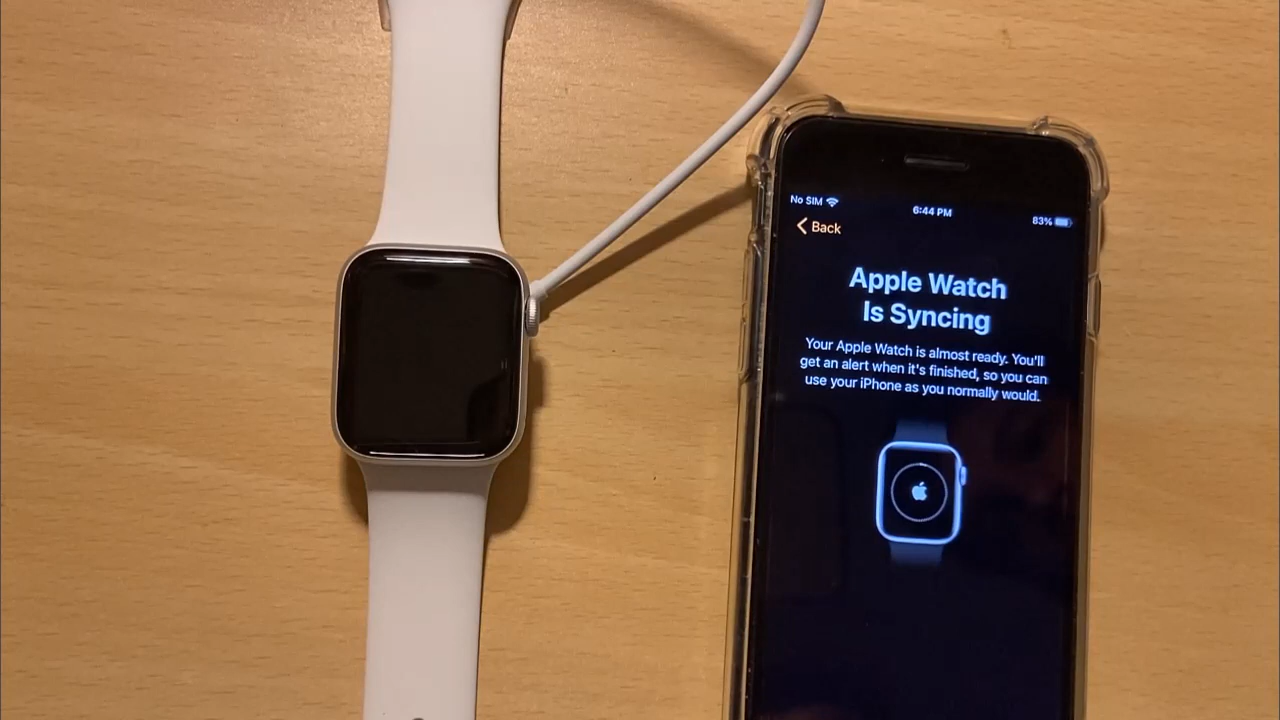 No SIM 6:44 PM 83%
Back
Apple Watch
Is Syncing
Your Apple Watch is almost ready. You'll
get an alert when it's finished, so you can
use your iPhone as you normally would.